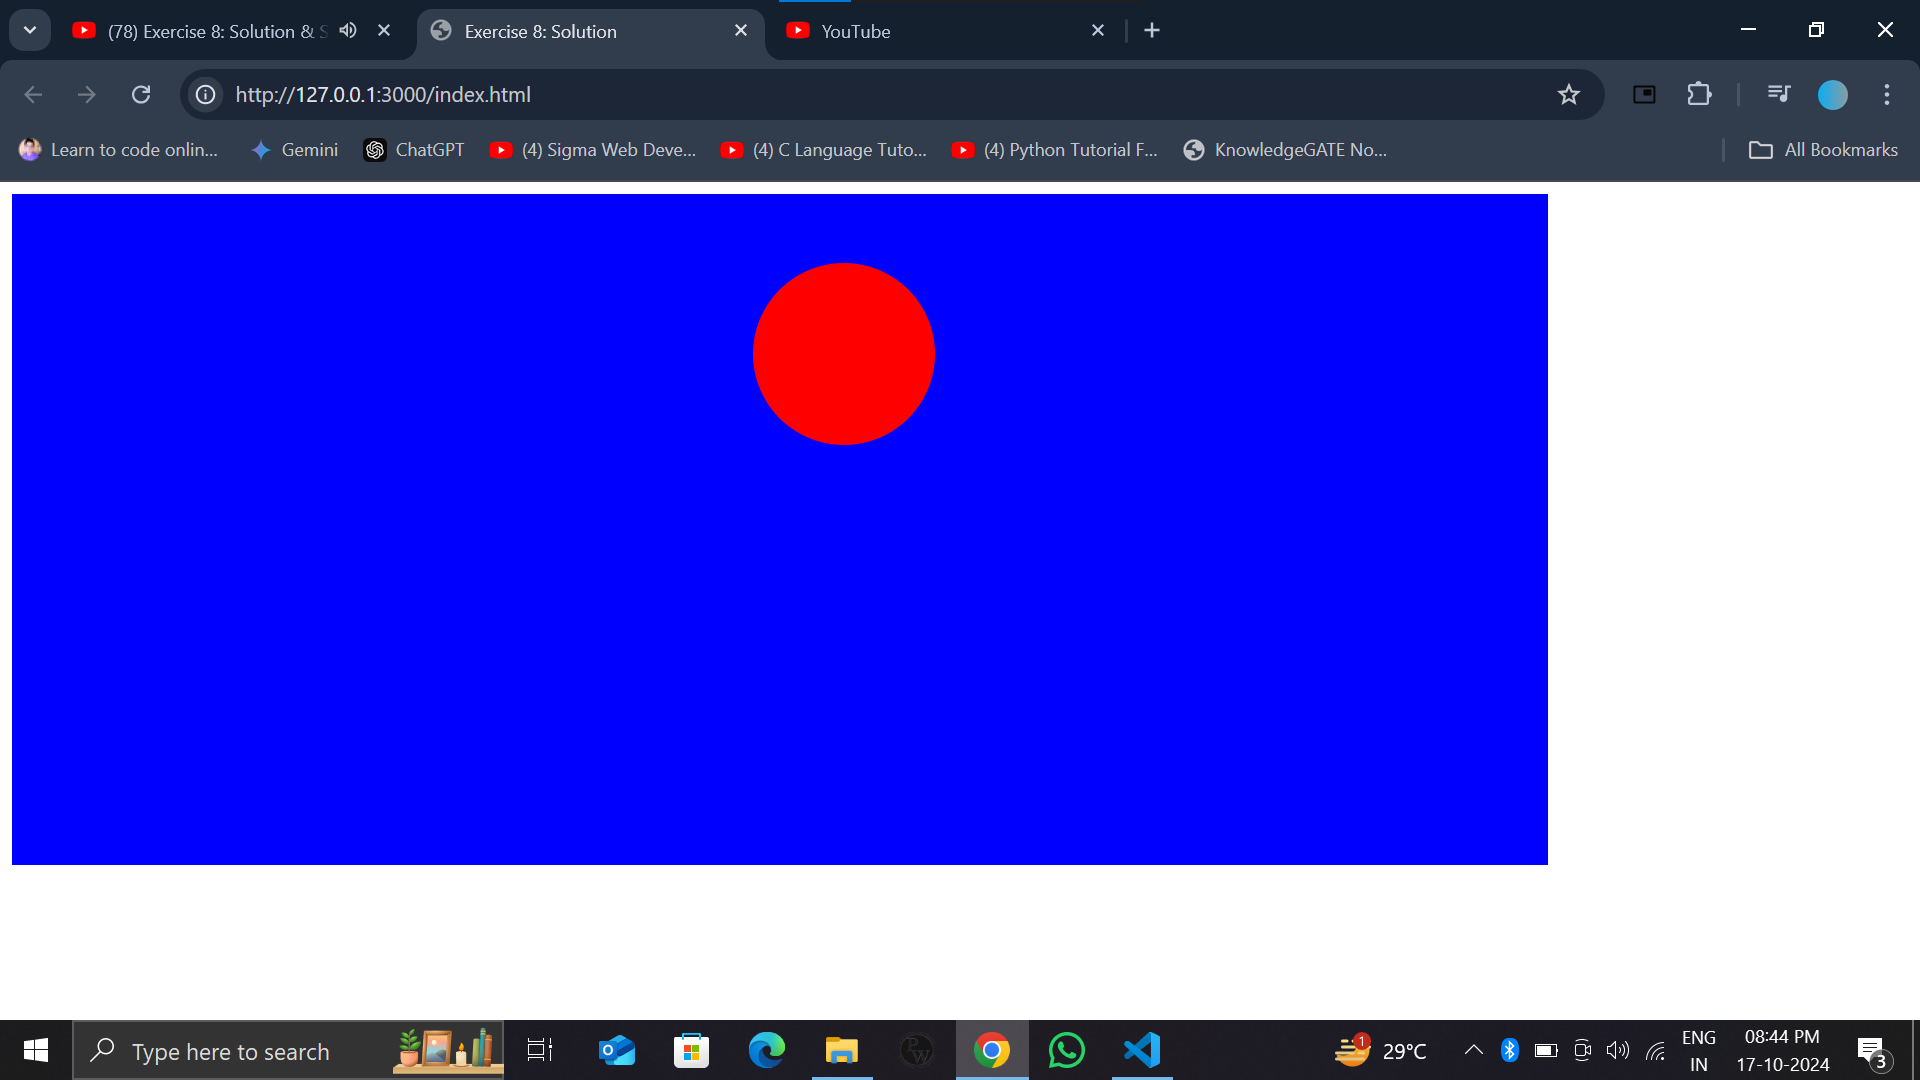 (78) Exercise 8: Solution & S
Exercise 8: Solution
YouTube
http://127.0.0.1:3000/index.html
Learn to code onlin...
Gemini
ChatGPT
(4) Sigma Web Deve...
(4) C Language Tuto...
(4) Python Tutorial F...
KnowledgeGATE No...
All Bookmarks
Type here to search
PW
1
29°C
ENG
IN
08:44 PM
17-10-2024
3